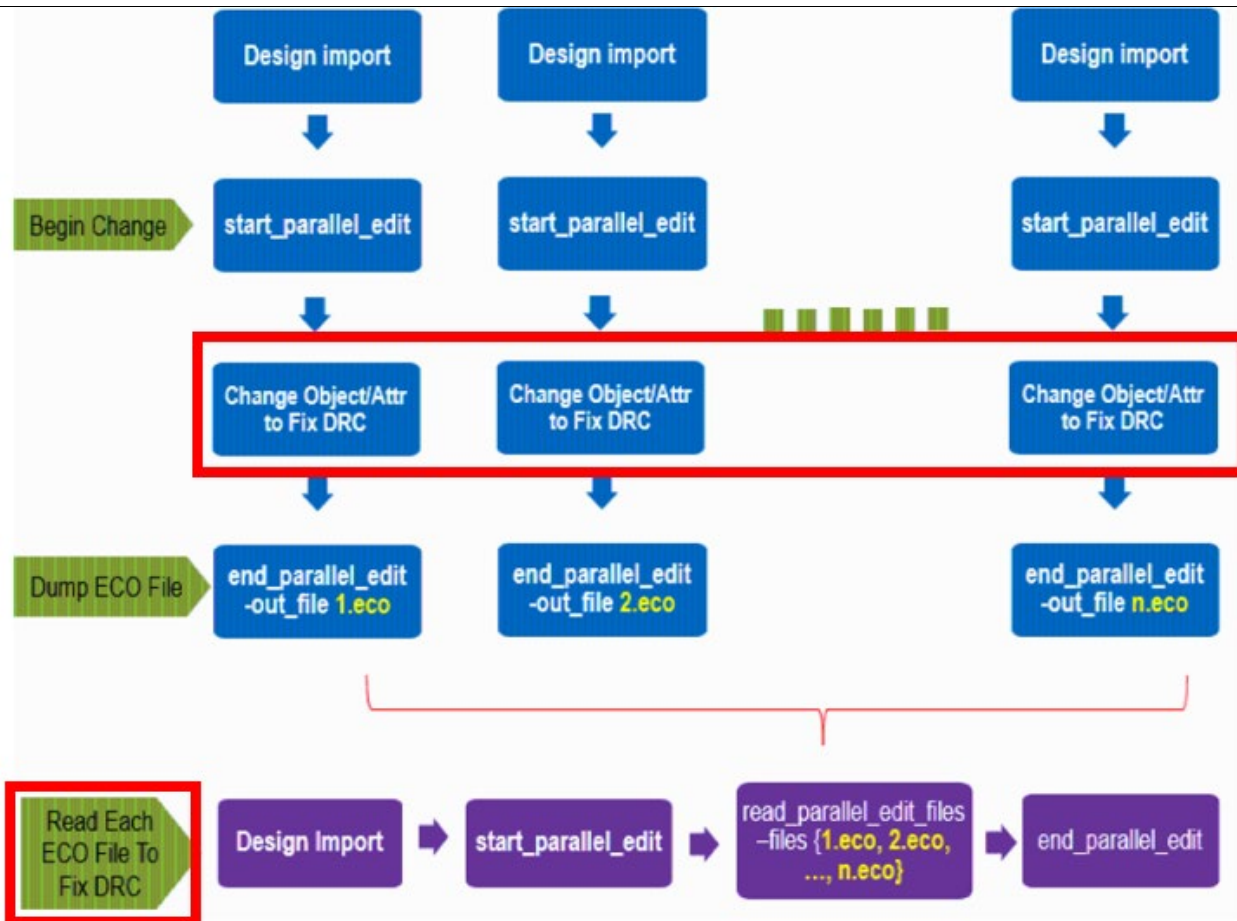 Design import
Design import
Design import
Begin Change
start_parallel_edit
start_parallel_edit
start_parallel_edit
Change Object/Attr
to Fix DRC
Change Object/Attr
to Fix DRC
Change Object/Attr
to Fix DRC
Dump ECO File
end_parallel_edit
-out_file 1.eco
end_parallel_edit
-out_file 2.eco
end_parallel_edit
-out_file n.eco
Read Each
ECO File To
Fix DRC
Design Import
start_parallel_edit
read_parallel_edit_files
–files {1.eco, 2.eco,
…, n.eco}
end_parallel_edit